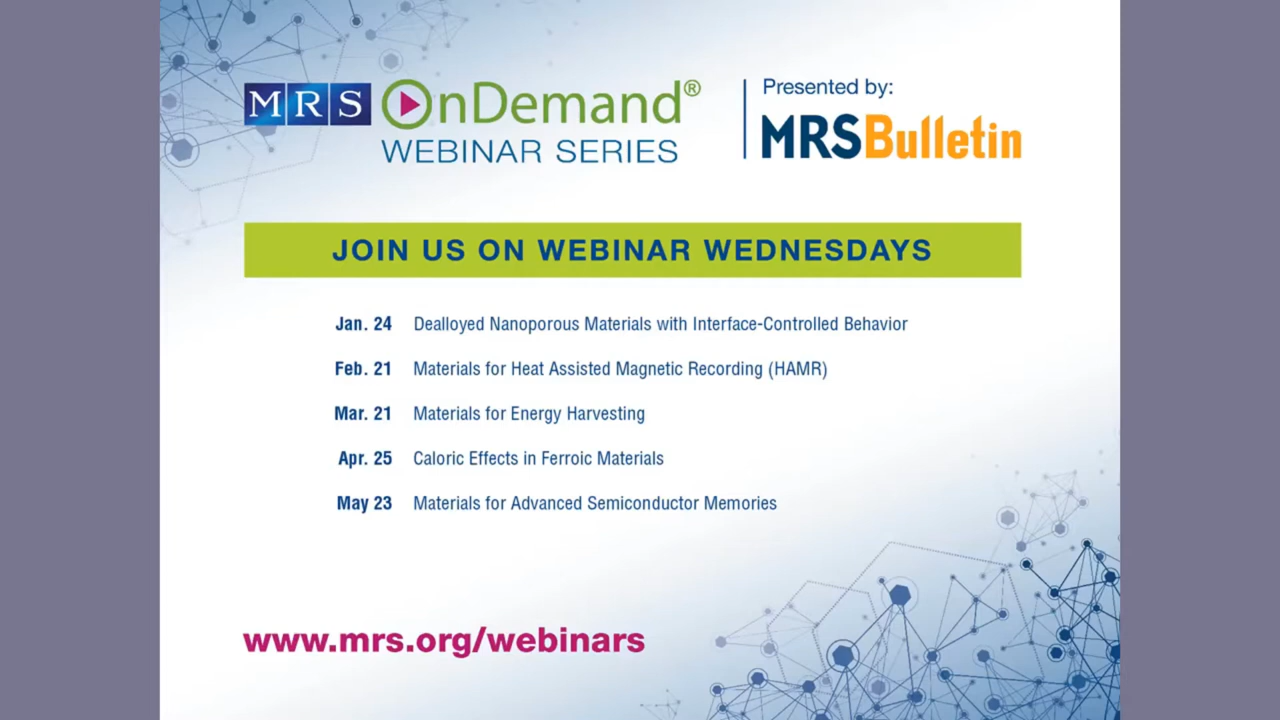 MRS OnDemand®
WEBINAR SERIES
Presented by:
MRSBulletin
JOIN US ON WEBINAR WEDNESDAYS
Jan. 24 Dealloyed Nanoporous Materials with Interface-Controlled Behavior
Feb. 21 Materials for Heat Assisted Magnetic Recording (HAMR)
Mar. 21 Materials for Energy Harvesting
Apr. 25 Caloric Effects in Ferroic Materials
May 23 Materials for Advanced Semiconductor Memories
www.mrs.org/webinars